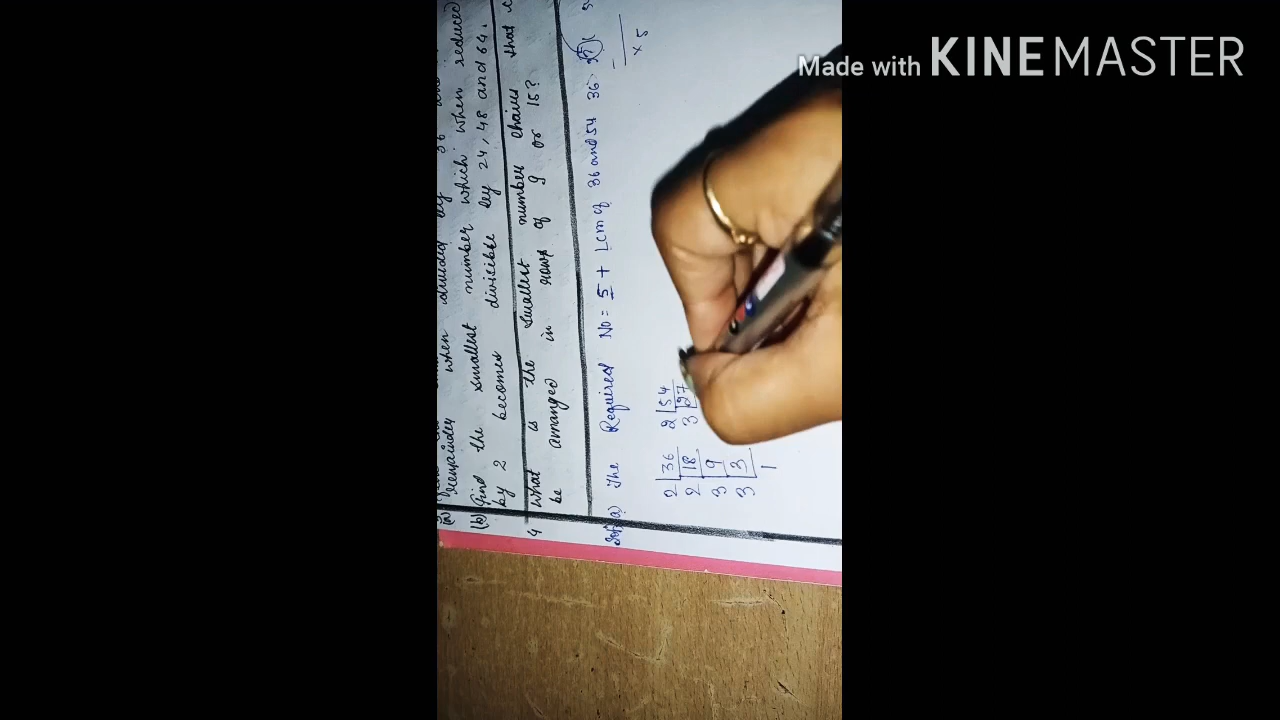 Made with KINEMASTER
(a) remainder when divided by 36
(b) Find the smallest number which when reduced
by 2 becomes divisible by 24, 48 and 64.
4 What is the smallest number chairs that
be arranged in rows of 9 or 15?
Sol: a) The Required No = 5 + LCM of 36 and 54 36)
× 5
2 36 2 54
2 18 3 27
3 9
3 3
1